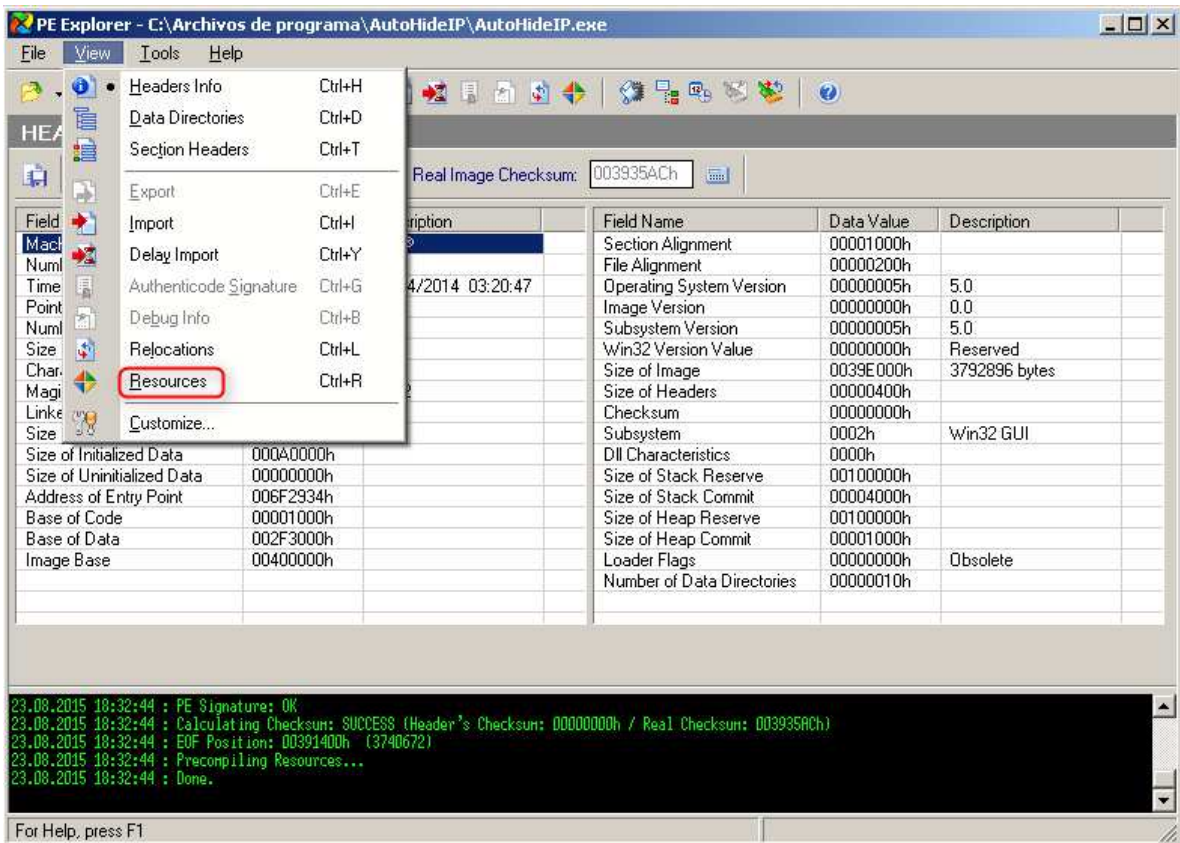 PE Explorer - C:\Archivos de programa\AutoHideIP\AutoHideIP.exe
File View Tools Help
Headers Info Ctrl+H
Data Directories Ctrl+D
Section Headers Ctrl+T
Export Ctrl+E
Import Ctrl+I
Delay Import Ctrl+Y
Authenticode Signature Ctrl+G
Debug Info Ctrl+B
Relocations Ctrl+L
Resources Ctrl+R
Customize...
Real Image Checksum: 003935ACh
Field
Size of Initialized Data 000A0000h
Size of Uninitialized Data 00000000h
Address of Entry Point 006F2934h
Base of Code 00001000h
Base of Data 002F3000h
Image Base 00400000h
4/2014 03:20:47
Field Name Data Value Description
Section Alignment 00001000h
File Alignment 00000200h
Operating System Version 00000005h 5.0
Image Version 00000000h 0.0
Subsystem Version 00000005h 5.0
Win32 Version Value 00000000h Reserved
Size of Image 0039E000h 3792896 bytes
Size of Headers 00000400h
Checksum 00000000h
Subsystem 0002h Win32 GUI
Dll Characteristics 0000h
Size of Stack Reserve 00100000h
Size of Stack Commit 00004000h
Size of Heap Reserve 00100000h
Size of Heap Commit 00001000h
Loader Flags 00000000h Obsolete
Number of Data Directories 00000010h
23.08.2015 18:32:44 : PE Signature: OK
23.08.2015 18:32:44 : Calculating Checksum: SUCCESS (Header's Checksum: 00000000h / Real Checksum: 003935ACh)
23.08.2015 18:32:44 : EOF Position: 00391400h (3740672)
23.08.2015 18:32:44 : Precompiling Resources...
23.08.2015 18:32:44 : Done.
For Help, press F1